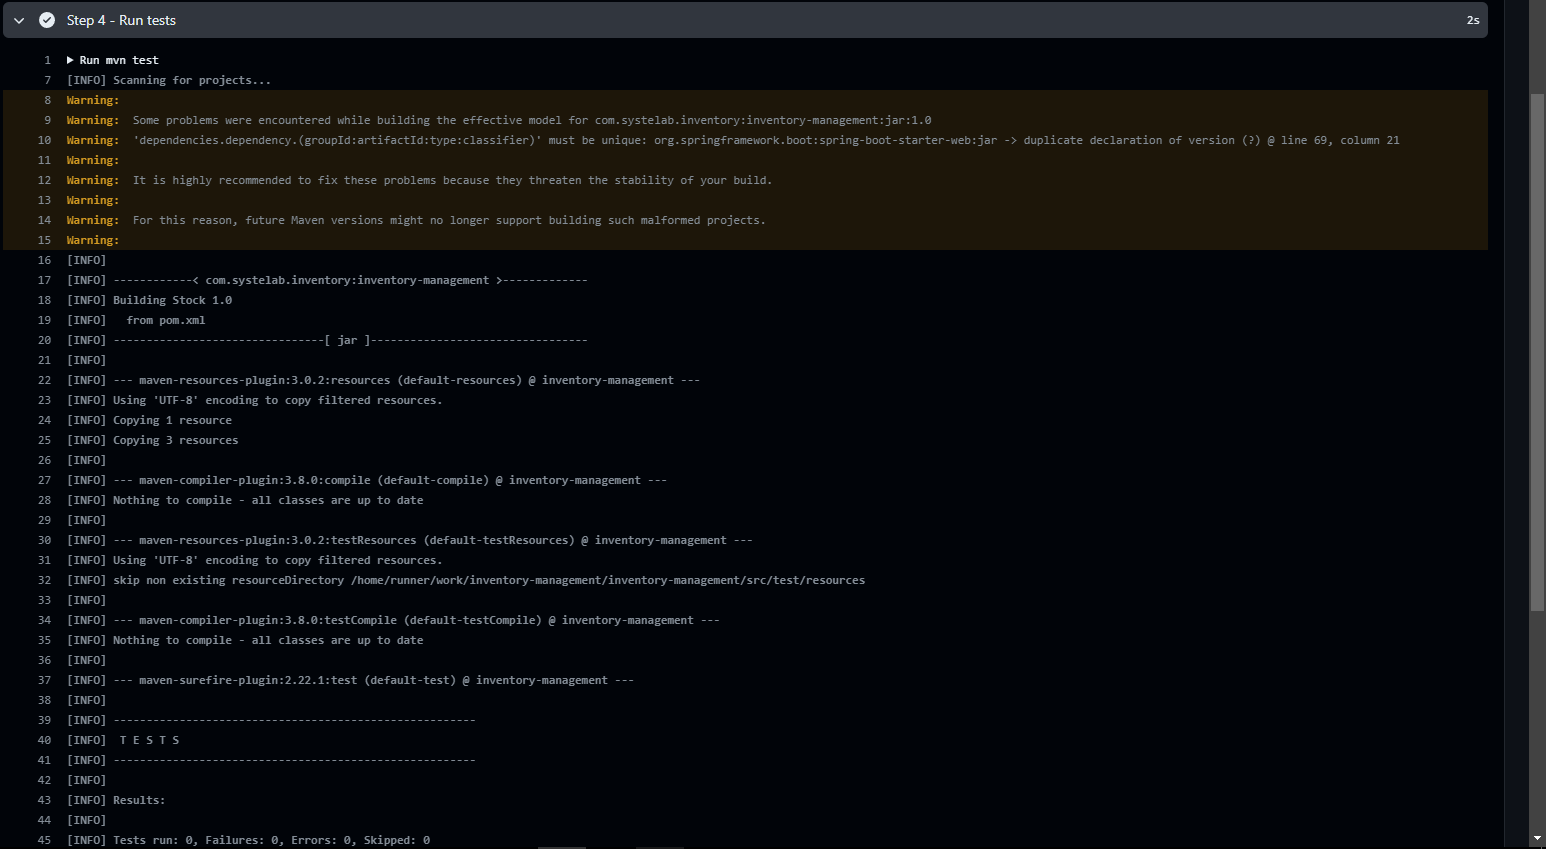 Step 4 - Run tests 2s
1 Run mvn test
7 [INFO] Scanning for projects...
8 Warning:
9 Warning:  Some problems were encountered while building the effective model for com.systelab.inventory:inventory-management:jar:1.0
10 Warning:  'dependencies.dependency.(groupId:artifactId:type:classifier)' must be unique: org.springframework.boot:spring-boot-starter-web:jar -> duplicate declaration of version (?) @ line 69, column 21
11 Warning:
12 Warning:  It is highly recommended to fix these problems because they threaten the stability of your build.
13 Warning:
14 Warning:  For this reason, future Maven versions might no longer support building such malformed projects.
15 Warning:
16 [INFO]
17 [INFO] ------------< com.systelab.inventory:inventory-management >-------------
18 [INFO] Building Stock 1.0
19 [INFO]   from pom.xml
20 [INFO] --------------------------------[ jar ]---------------------------------
21 [INFO]
22 [INFO] --- maven-resources-plugin:3.0.2:resources (default-resources) @ inventory-management ---
23 [INFO] Using 'UTF-8' encoding to copy filtered resources.
24 [INFO] Copying 1 resource
25 [INFO] Copying 3 resources
26 [INFO]
27 [INFO] --- maven-compiler-plugin:3.8.0:compile (default-compile) @ inventory-management ---
28 [INFO] Nothing to compile - all classes are up to date
29 [INFO]
30 [INFO] --- maven-resources-plugin:3.0.2:testResources (default-testResources) @ inventory-management ---
31 [INFO] Using 'UTF-8' encoding to copy filtered resources.
32 [INFO] skip non existing resourceDirectory /home/runner/work/inventory-management/inventory-management/src/test/resources
33 [INFO]
34 [INFO] --- maven-compiler-plugin:3.8.0:testCompile (default-testCompile) @ inventory-management ---
35 [INFO] Nothing to compile - all classes are up to date
36 [INFO]
37 [INFO] --- maven-surefire-plugin:2.22.1:test (default-test) @ inventory-management ---
38 [INFO]
39 [INFO] -------------------------------------------------------
40 [INFO]  T E S T S
41 [INFO] -------------------------------------------------------
42 [INFO]
43 [INFO] Results:
44 [INFO]
45 [INFO] Tests run: 0, Failures: 0, Errors: 0, Skipped: 0